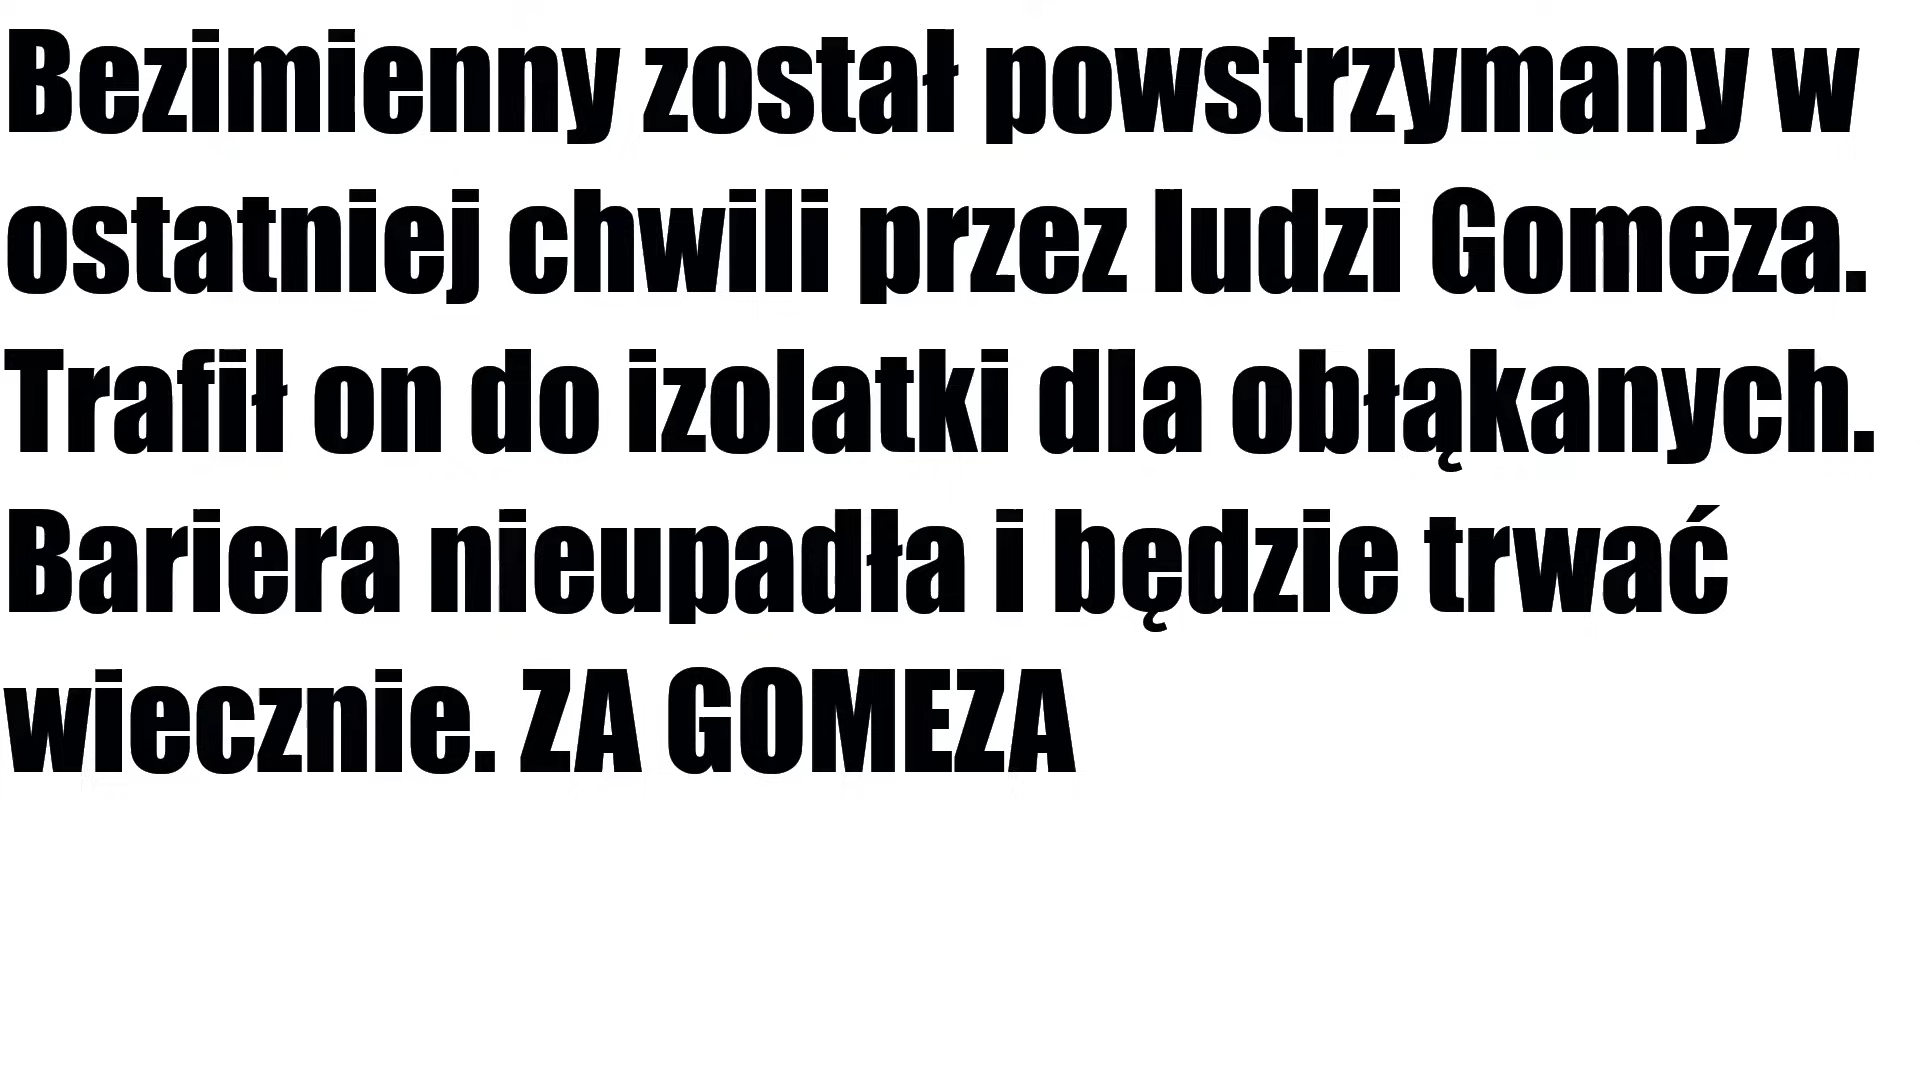 Bezimienny został powstrzymany w
ostatniej chwili przez ludzi Gomeza.
Trafił on do izolatki dla obłąkanych.
Bariera nieupadła i będzie trwać
wiecznie. ZA GOMEZA